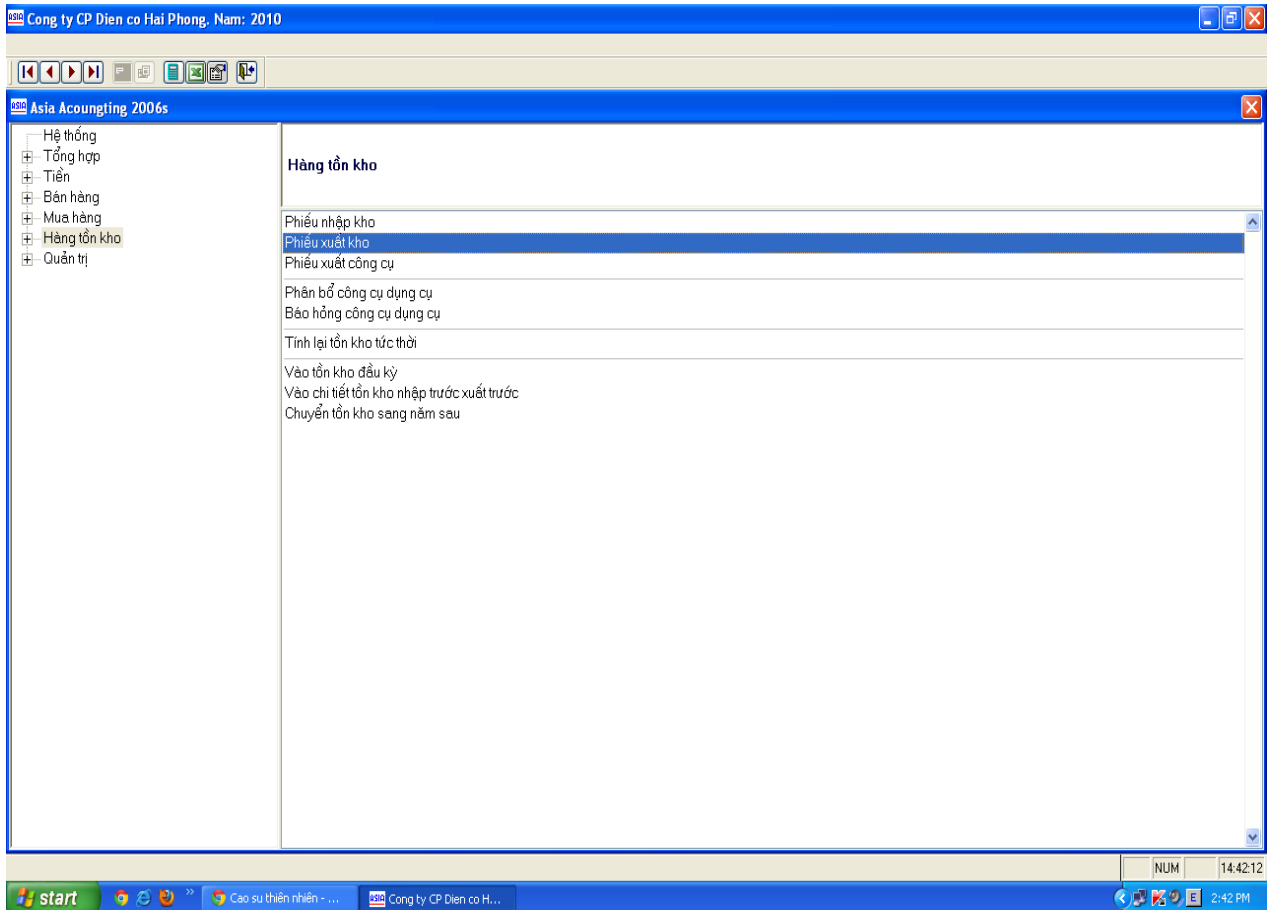 ASIA Cong ty CP Dien co Hai Phong. Nam: 2010
ASIA Asia Acoungting 2006s
Hệ thống
Tổng hợp
Tiền
Bán hàng
Mua hàng
Hàng tồn kho
Quản trị
Hàng tồn kho
Phiếu nhập kho
Phiếu xuất kho
Phiếu xuất công cụ
Phân bổ công cụ dụng cụ
Báo hỏng công cụ dụng cụ
Tính lại tồn kho tức thời
Vào tồn kho đầu kỳ
Vào chi tiết tồn kho nhập trước xuất trước
Chuyển tồn kho sang năm sau
NUM 14:42:12
start Cao su thiên nhiên - ... ASIA Cong ty CP Dien co H... E 2:42 PM